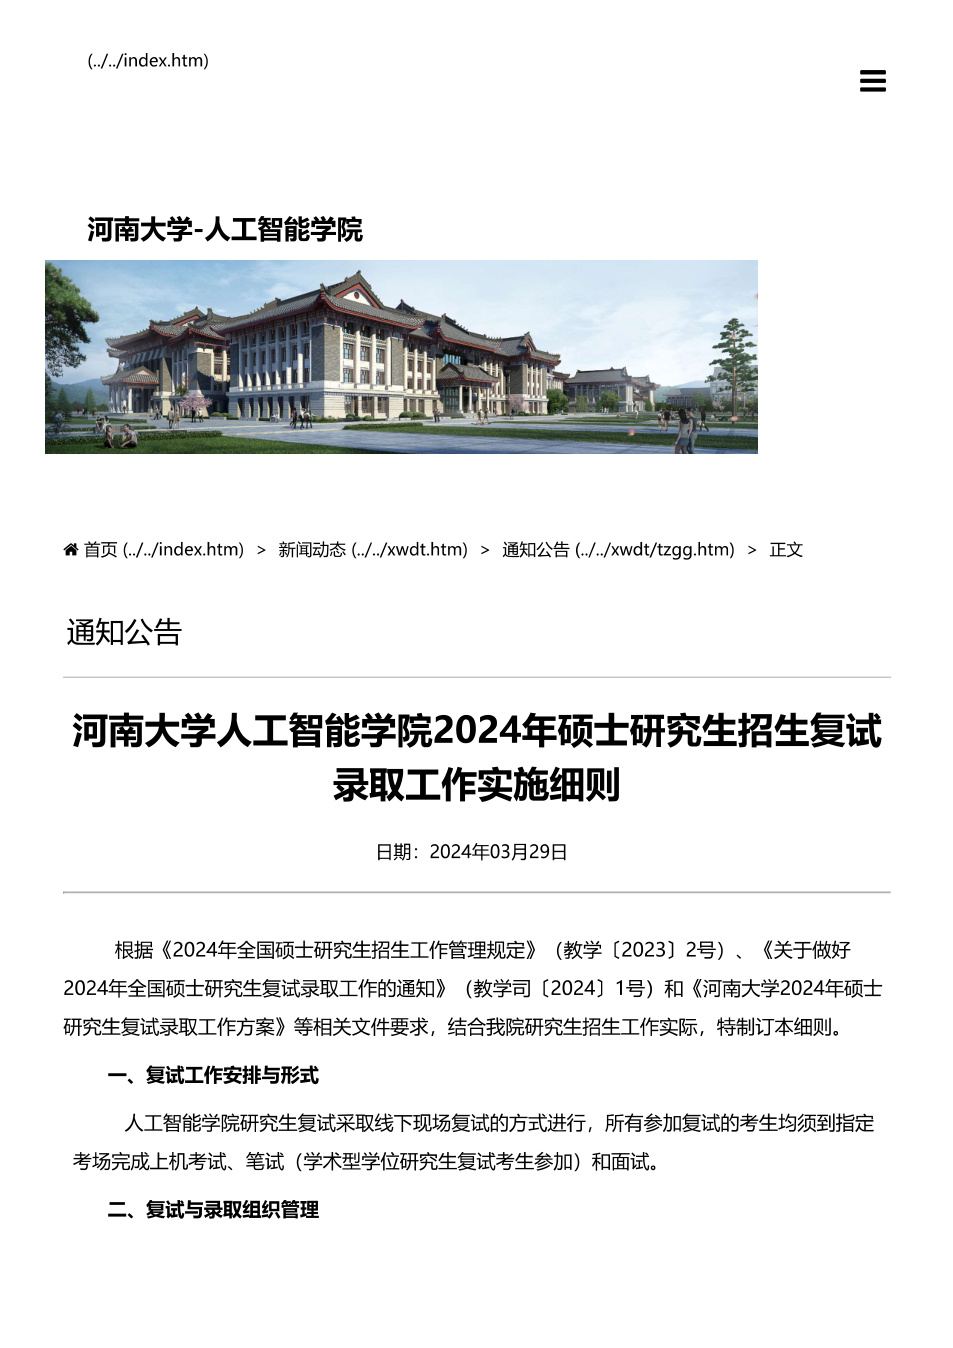 (../../index.htm)
河南大学-人工智能学院
首页 (../../index.htm) > 新闻动态 (../../xwdt.htm) > 通知公告 (../../xwdt/tzgg.htm) > 正文
通知公告
河南大学人工智能学院2024年硕士研究生招生复试
录取工作实施细则
日期：2024年03月29日
根据《2024年全国硕士研究生招生工作管理规定》（教学〔2023〕2号）、《关于做好
2024年全国硕士研究生复试录取工作的通知》（教学司〔2024〕1号）和《河南大学2024年硕士
研究生复试录取工作方案》等相关文件要求，结合我院研究生招生工作实际，特制订本细则。
一、复试工作安排与形式
人工智能学院研究生复试采取线下现场复试的方式进行，所有参加复试的考生均须到指定
考场完成上机考试、笔试（学术型学位研究生复试考生参加）和面试。
二、复试与录取组织管理